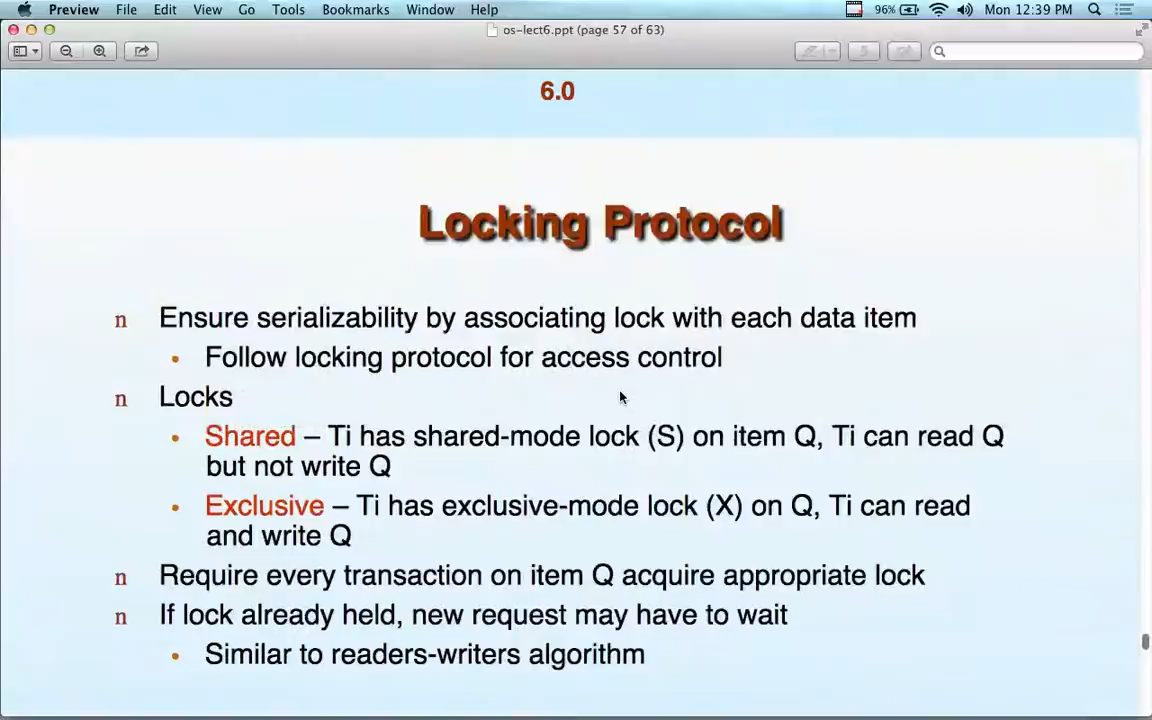 Preview File Edit View Go Tools Bookmarks Window Help 96% Mon 12:39 PM
os-lect6.ppt (page 57 of 63)
6.0
Locking Protocol
n Ensure serializability by associating lock with each data item
• Follow locking protocol for access control
n Locks
• Shared – Ti has shared-mode lock (S) on item Q, Ti can read Q
but not write Q
• Exclusive – Ti has exclusive-mode lock (X) on Q, Ti can read
and write Q
n Require every transaction on item Q acquire appropriate lock
n If lock already held, new request may have to wait
• Similar to readers-writers algorithm